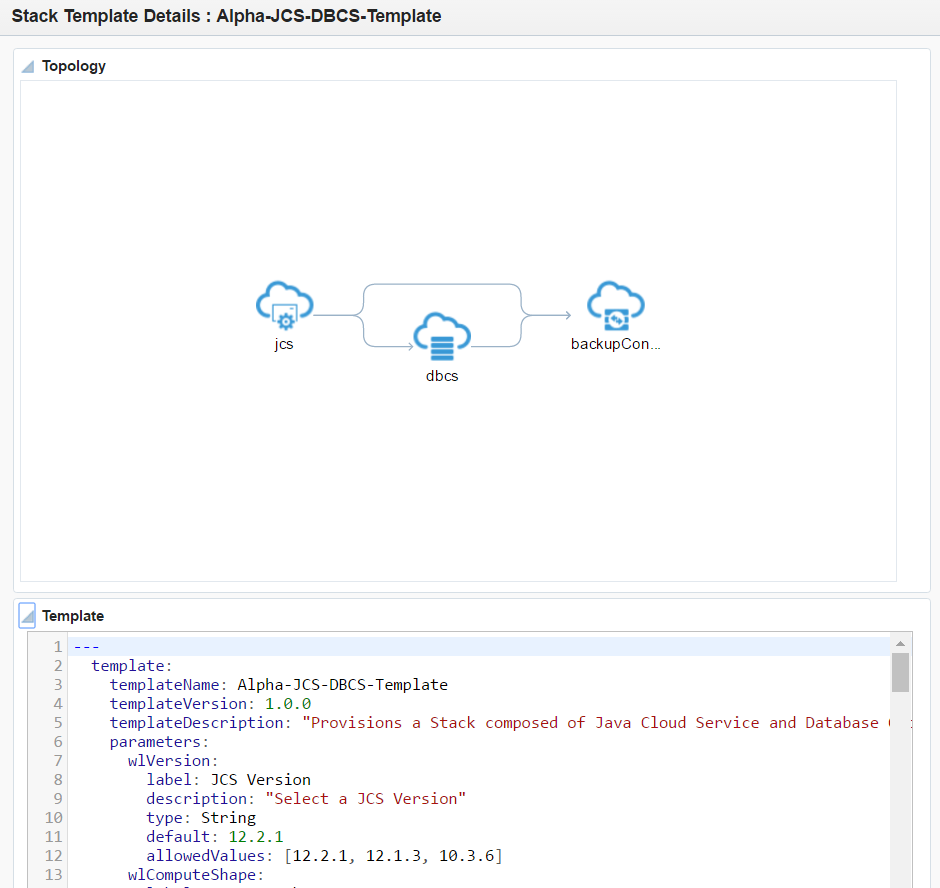 Stack Template Details : Alpha-JCS-DBCS-Template
Topology
jcs
dbcs
backupCon...
Template
1 ---
2 template:
3 templateName: Alpha-JCS-DBCS-Template
4 templateVersion: 1.0.0
5 templateDescription: "Provisions a Stack composed of Java Cloud Service and Database
6 parameters:
7 wlVersion:
8 label: JCS Version
9 description: "Select a JCS Version"
10 type: String
11 default: 12.2.1
12 allowedValues: [12.2.1, 12.1.3, 10.3.6]
13 wlComputeShape: